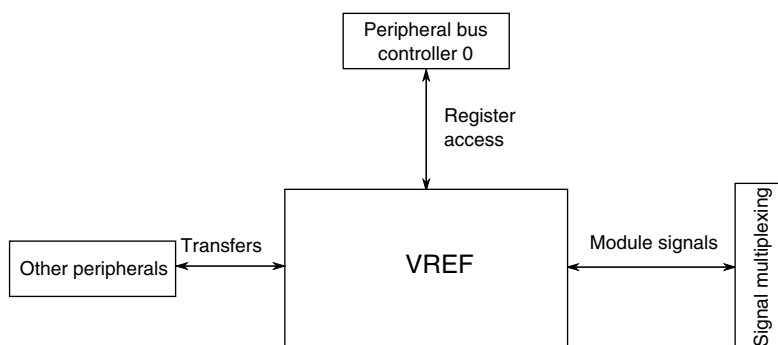 Peripheral bus
controller 0
Register
access
Transfers
Other peripherals
VREF
Module signals
Signal multiplexing